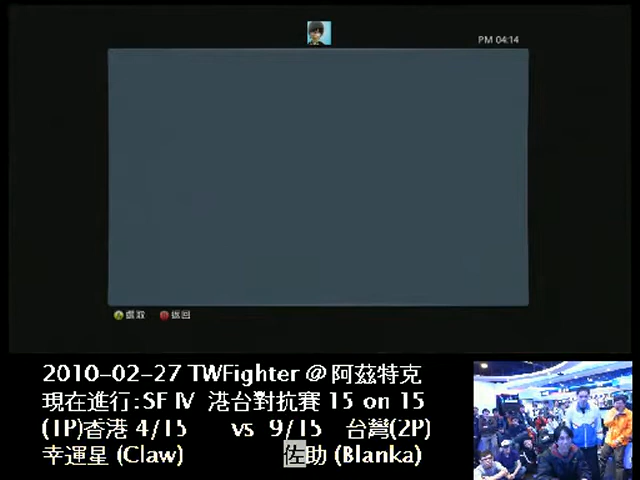 PM 04:14
A 選取 B 返回
2010-02-27 TWFighter @ 阿茲特克
現在進行:SF IV 港台對抗賽 15 on 15
(1P)香港 4/15 vs 9/15 台灣(2P)
幸運星 (Claw) 佐助 (Blanka)